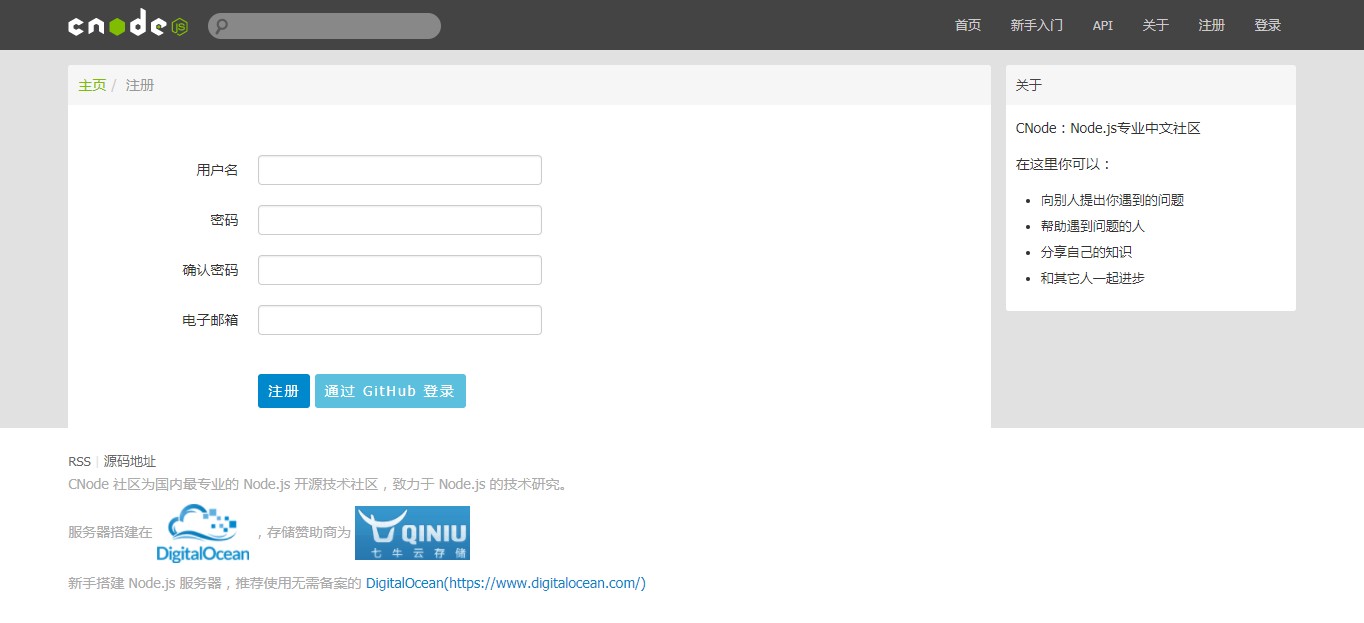 cnode JS
首页 新手入门 API 关于 注册 登录
主页 / 注册
用户名
密码
确认密码
电子邮箱
注册 通过 GitHub 登录
关于
CNode：Node.js专业中文社区
在这里你可以：
向别人提出你遇到的问题
帮助遇到问题的人
分享自己的知识
和其它人一起进步
RSS | 源码地址
CNode 社区为国内最专业的 Node.js 开源技术社区，致力于 Node.js 的技术研究。
服务器搭建在 DigitalOcean ，存储赞助商为 QINIU 七牛云存储
新手搭建 Node.js 服务器，推荐使用无需备案的 DigitalOcean(https://www.digitalocean.com/)